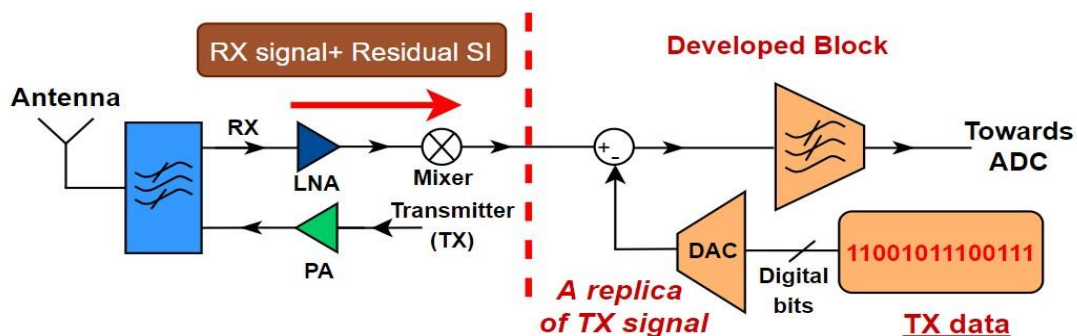 RX signal+ Residual SI
Developed Block
Antenna
RX
LNA
Mixer
+
-
Towards
ADC
Transmitter
(TX)
PA
DAC
Digital
bits
11001011100111
A replica
of TX signal
TX data